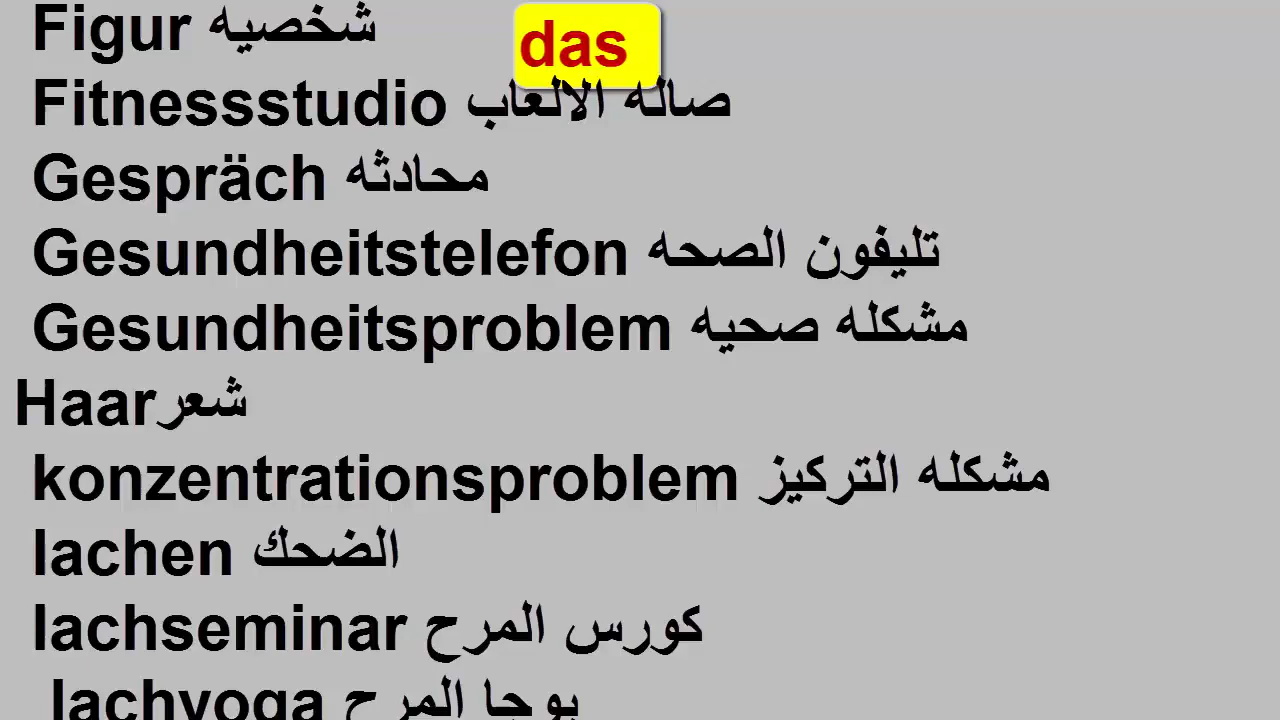 das
Figur شخصيه
Fitnessstudio صاله الالعاب
Gespräch محادثه
Gesundheitstelefon تليفون الصحه
Gesundheitsproblem مشكله صحيه
Haarشعر
konzentrationsproblem مشكله التركيز
lachen الضحك
lachseminar كورس المرح
lachyoga يوجا المرح